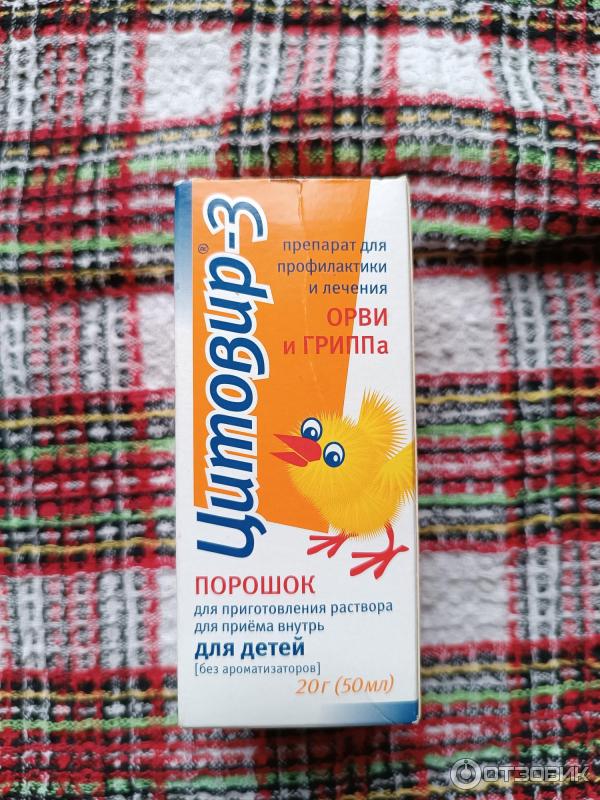 Цитовир-3®
препарат для
профилактики
и лечения
ОРВИ
и ГРИППа
ПОРОШОК
для приготовления раствора
для приёма внутрь
для детей
[без ароматизаторов]
20г (50мл)
ОТЗОВИК